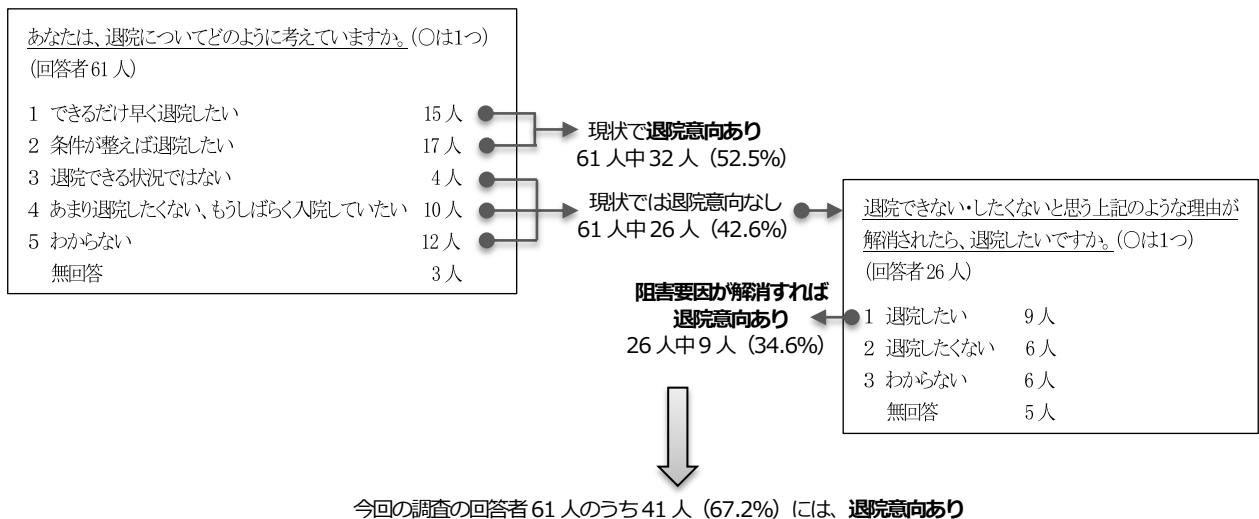 あなたは、退院についてどのように考えていますか。(○は1つ)
(回答者61人)
1 できるだけ早く退院したい 15人
2 条件が整えば退院したい 17人
3 退院できる状況ではない 4人
4 あまり退院したくない、もうしばらく入院していたい 10人
5 わからない 12人
無回答 3人
現状で退院意向あり
61人中32人（52.5%）
現状では退院意向なし
61人中26人（42.6%）
退院できない・したくないと思う上記のような理由が
解消されたら、退院したいですか。(○は1つ)
(回答者26人)
1 退院したい 9人
2 退院したくない 6人
3 わからない 6人
無回答 5人
阻害要因が解消すれば
退院意向あり
26人中9人（34.6%）
今回の調査の回答者61人のうち41人（67.2%）には、退院意向あり